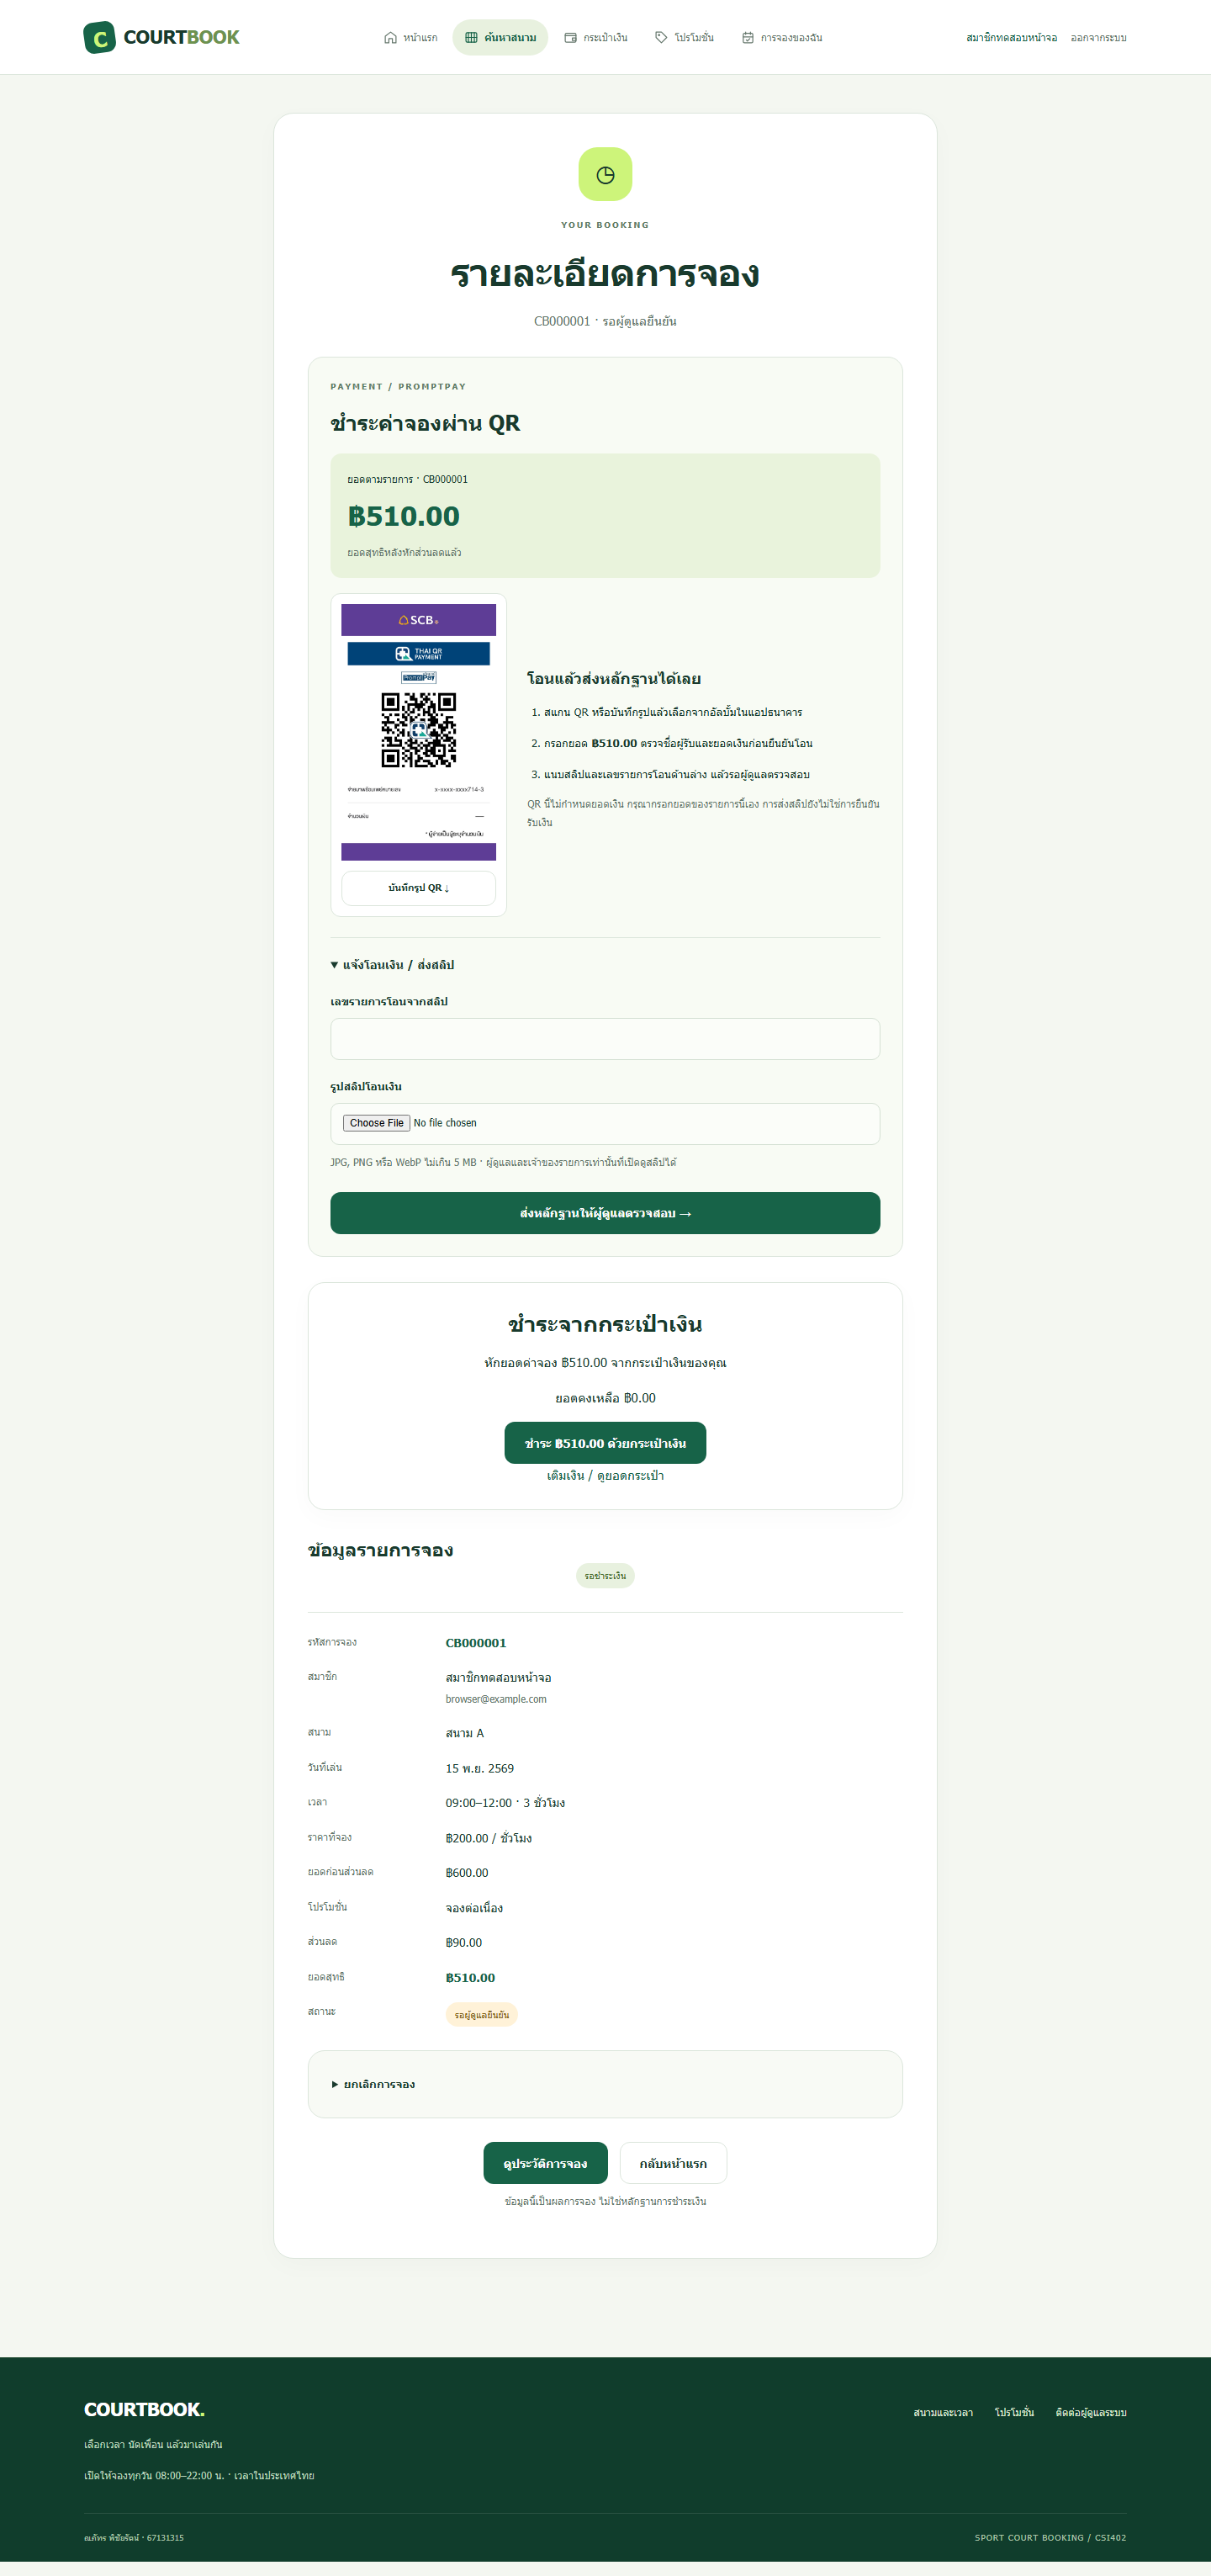 C COURTBOOK
หน้าแรก
ค้นหาสนาม
กระเป๋าเงิน
โปรโมชั่น
การจองของฉัน
สมาชิกทดสอบหน้าจอ
ออกจากระบบ
YOUR BOOKING
รายละเอียดการจอง
CB000001 · รอผู้ดูแลยืนยัน
PAYMENT / PROMPTPAY
ชำระค่าจองผ่าน QR
ยอดตามรายการ · CB000001
฿510.00
ยอดสุทธิหลังหักส่วนลดแล้ว
SCB
THAI QR
PAYMENT
PromptPay
x-xxxx-xxxx714-3
จำนวนเงิน
* ผู้จ่ายเป็นผู้ระบุจำนวนเงิน
บันทึกรูป QR ↓
โอนแล้วส่งหลักฐานได้เลย
1. สแกน QR หรือบันทึกรูปแล้วเลือกจากอัลบั้มในแอปธนาคาร
2. กรอกยอด ฿510.00 ตรวจชื่อผู้รับและยอดเงินก่อนยืนยันโอน
3. แนบสลิปและเลขรายการโอนด้านล่าง แล้วรอผู้ดูแลตรวจสอบ
QR นี้ไม่กำหนดยอดเงิน กรุณากรอกยอดของรายการนี้เอง การส่งสลิปยังไม่ใช่การยืนยัน
รับเงิน
▼ แจ้งโอนเงิน / ส่งสลิป
เลขรายการโอนจากสลิป
รูปสลิปโอนเงิน
Choose File No file chosen
JPG, PNG หรือ WebP ไม่เกิน 5 MB · ผู้ดูแลและเจ้าของรายการเท่านั้นที่เปิดดูสลิปได้
ส่งหลักฐานให้ผู้ดูแลตรวจสอบ →
ชำระจากกระเป๋าเงิน
หักยอดค่าจอง ฿510.00 จากกระเป๋าเงินของคุณ
ยอดคงเหลือ ฿0.00
ชำระ ฿510.00 ด้วยกระเป๋าเงิน
เติมเงิน / ดูยอดกระเป๋า
ข้อมูลรายการจอง
รอชำระเงิน
รหัสการจอง CB000001
สมาชิก สมาชิกทดสอบหน้าจอ
browser@example.com
สนาม สนาม A
วันที่เล่น 15 พ.ย. 2569
เวลา 09:00–12:00 · 3 ชั่วโมง
ราคาที่จอง ฿200.00 / ชั่วโมง
ยอดก่อนส่วนลด ฿600.00
โปรโมชั่น จองต่อเนื่อง
ส่วนลด ฿90.00
ยอดสุทธิ ฿510.00
สถานะ รอผู้ดูแลยืนยัน
▶ ยกเลิกการจอง
ดูประวัติการจอง
กลับหน้าแรก
ข้อมูลนี้เป็นผลการจอง ไม่ใช่หลักฐานการชำระเงิน
COURTBOOK.
สนามและเวลา
โปรโมชั่น
ติดต่อผู้ดูแลระบบ
เลือกเวลา นัดเพื่อน แล้วมาเล่นกัน
เปิดให้จองทุกวัน 08:00–22:00 น. · เวลาในประเทศไทย
ณภัทร พิชัยรัตน์ · 67131315
SPORT COURT BOOKING / CSI402